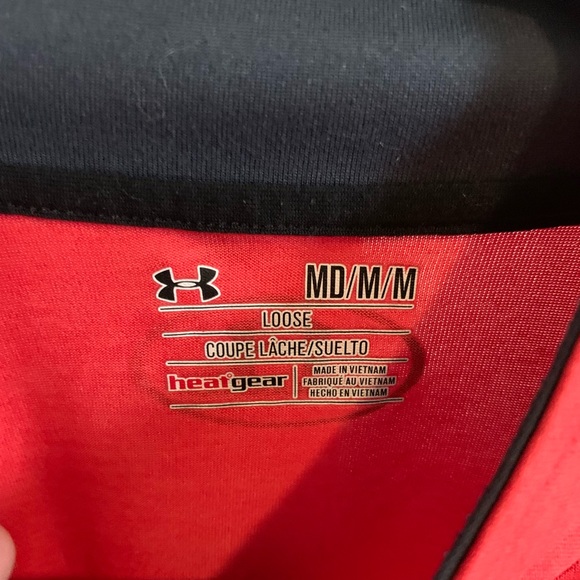 MD/M/M
LOOSE
COUPE LÂCHE/SUELTO
heatgear
MADE IN VIETNAM
FABRIQUÉ AU VIETNAM
HECHO EN VIETNAM